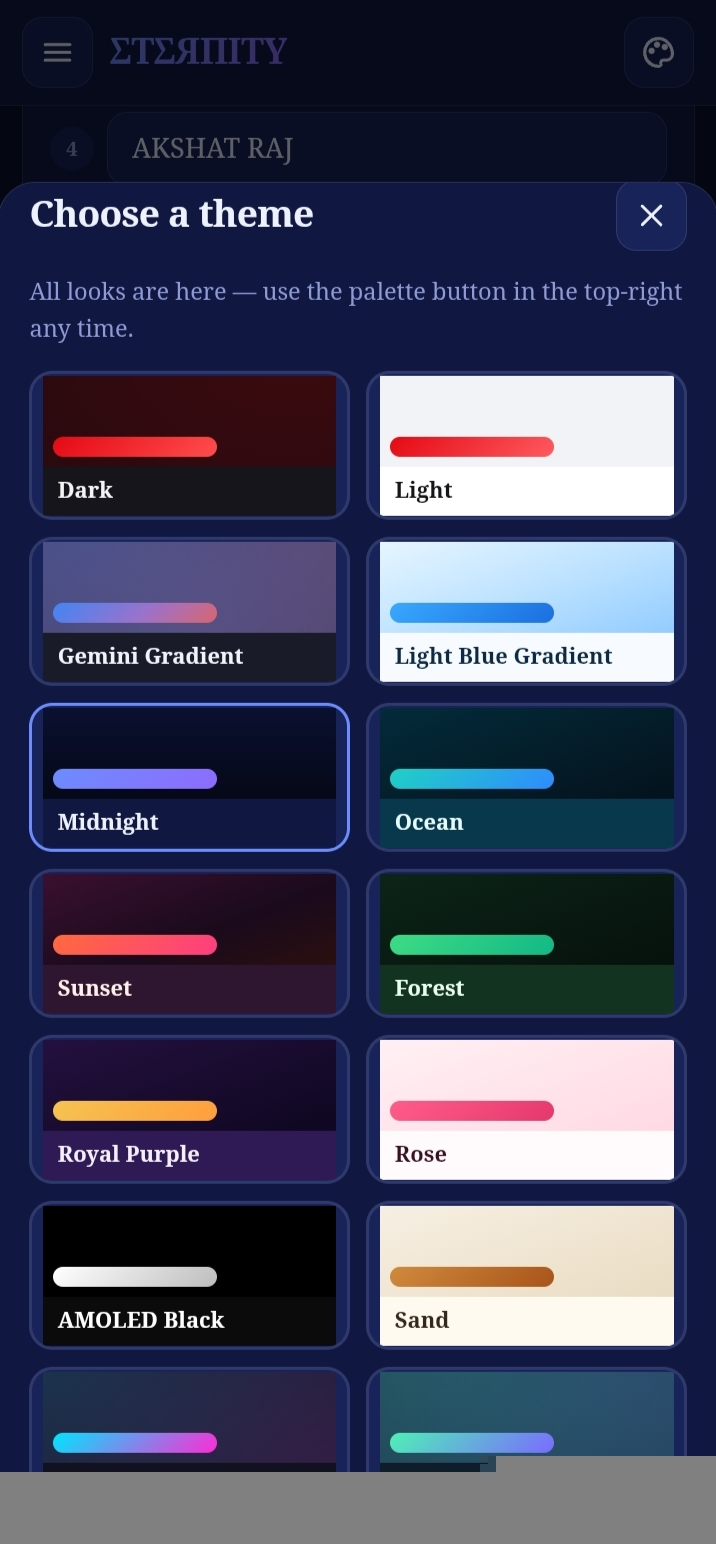 ΣTΣЯПITY
4
AKSHAT RAJ
Choose a theme
All looks are here — use the palette button in the top-right
any time.
Dark
Light
Gemini Gradient
Light Blue Gradient
Midnight
Ocean
Sunset
Forest
Royal Purple
Rose
AMOLED Black
Sand